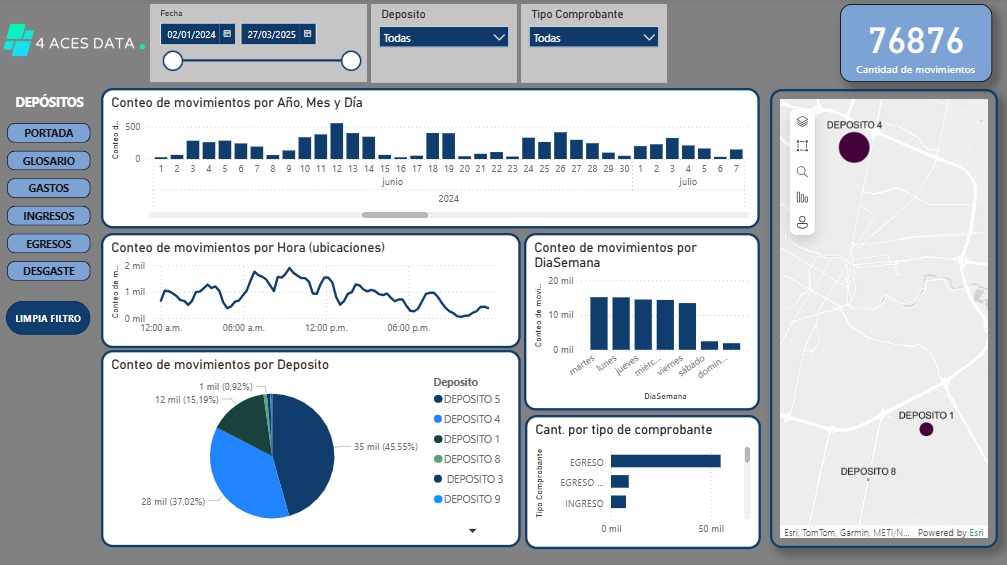 4 ACES DATA.
Fecha
02/01/2024
27/03/2025
Deposito
Todas
Tipo Comprobante
Todas
76876
Cantidad de movimientos
DEPÓSITOS
PORTADA
GLOSARIO
GASTOS
INGRESOS
EGRESOS
DESGASTE
LIMPIA FILTRO
Conteo de movimientos por Año, Mes y Día
Conteo d...
500
0
1 2 3 4 5 6 7 8 9 10 11 12 13 14 15 16 17 18 19 20 21 22 23 24 25 26 27 28 29 30 1 2 3 4 5 6 7
junio julio
2024
Conteo de movimientos por Hora (ubicaciones)
Conteo de m...
2 mil
1 mil
0 mil
12:00 a.m. 06:00 a.m. 12:00 p.m. 06:00 p.m.
Conteo de movimientos por
DiaSemana
Conteo de movi...
20 mil
10 mil
0 mil
martes lunes jueves miérc... viernes sábado domin...
DiaSemana
Conteo de movimientos por Deposito
1 mil (0,92%)
12 mil (15,19%)
35 mil (45,55%)
28 mil (37,02%)
Deposito
DEPOSITO 5
DEPOSITO 4
DEPOSITO 1
DEPOSITO 8
DEPOSITO 3
DEPOSITO 9
Cant. por tipo de comprobante
Tipo Comprobante
EGRESO
EGRESO ...
INGRESO
0 mil 50 mil
DEPOSITO 4
DEPOSITO 1
DEPOSITO 8
Esri, TomTom, Garmin, METI/N... Powered by Esri